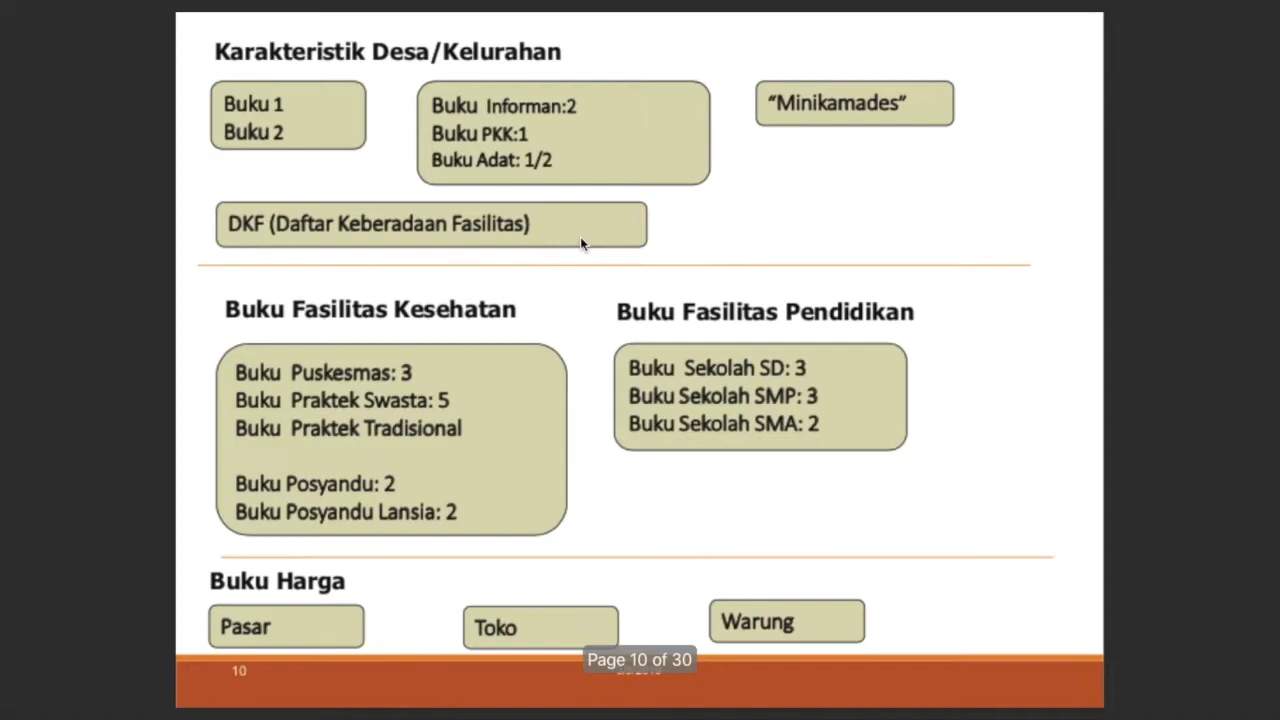 Karakteristik Desa/Kelurahan
Buku 1
Buku 2
Buku Informan:2
Buku PKK:1
Buku Adat: 1/2
“Minikamades”
DKF (Daftar Keberadaan Fasilitas)
Buku Fasilitas Kesehatan
Buku Puskesmas: 3
Buku Praktek Swasta: 5
Buku Praktek Tradisional
Buku Posyandu: 2
Buku Posyandu Lansia: 2
Buku Fasilitas Pendidikan
Buku Sekolah SD: 3
Buku Sekolah SMP: 3
Buku Sekolah SMA: 2
Buku Harga
Pasar
Toko
Warung
Page 10 of 30
10